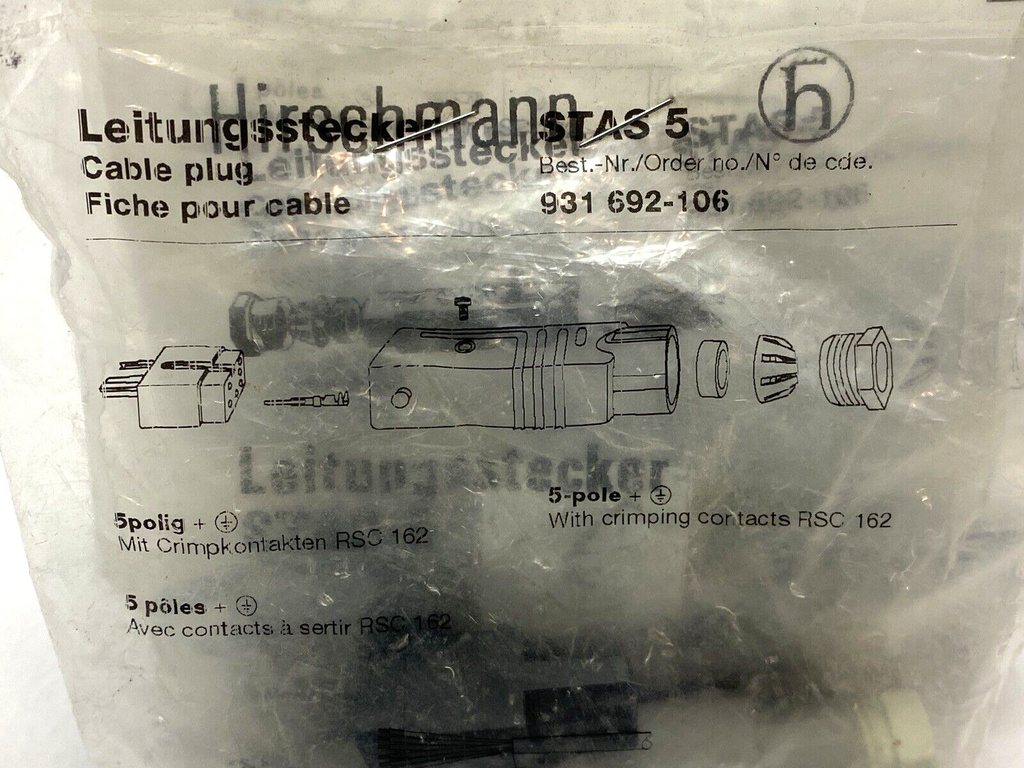 Hirschmann
Leitungsstecker STAS 5
Cable plug Best.-Nr./Order no./N° de cde.
Fiche pour cable 931 692-106
Leitungsstecker
5-pole + ⏚
5polig + ⏚
With crimping contacts RSC 162
Mit Crimpkontakten RSC 162
5 pôles + ⏚
Avec contacts à sertir RSC 162